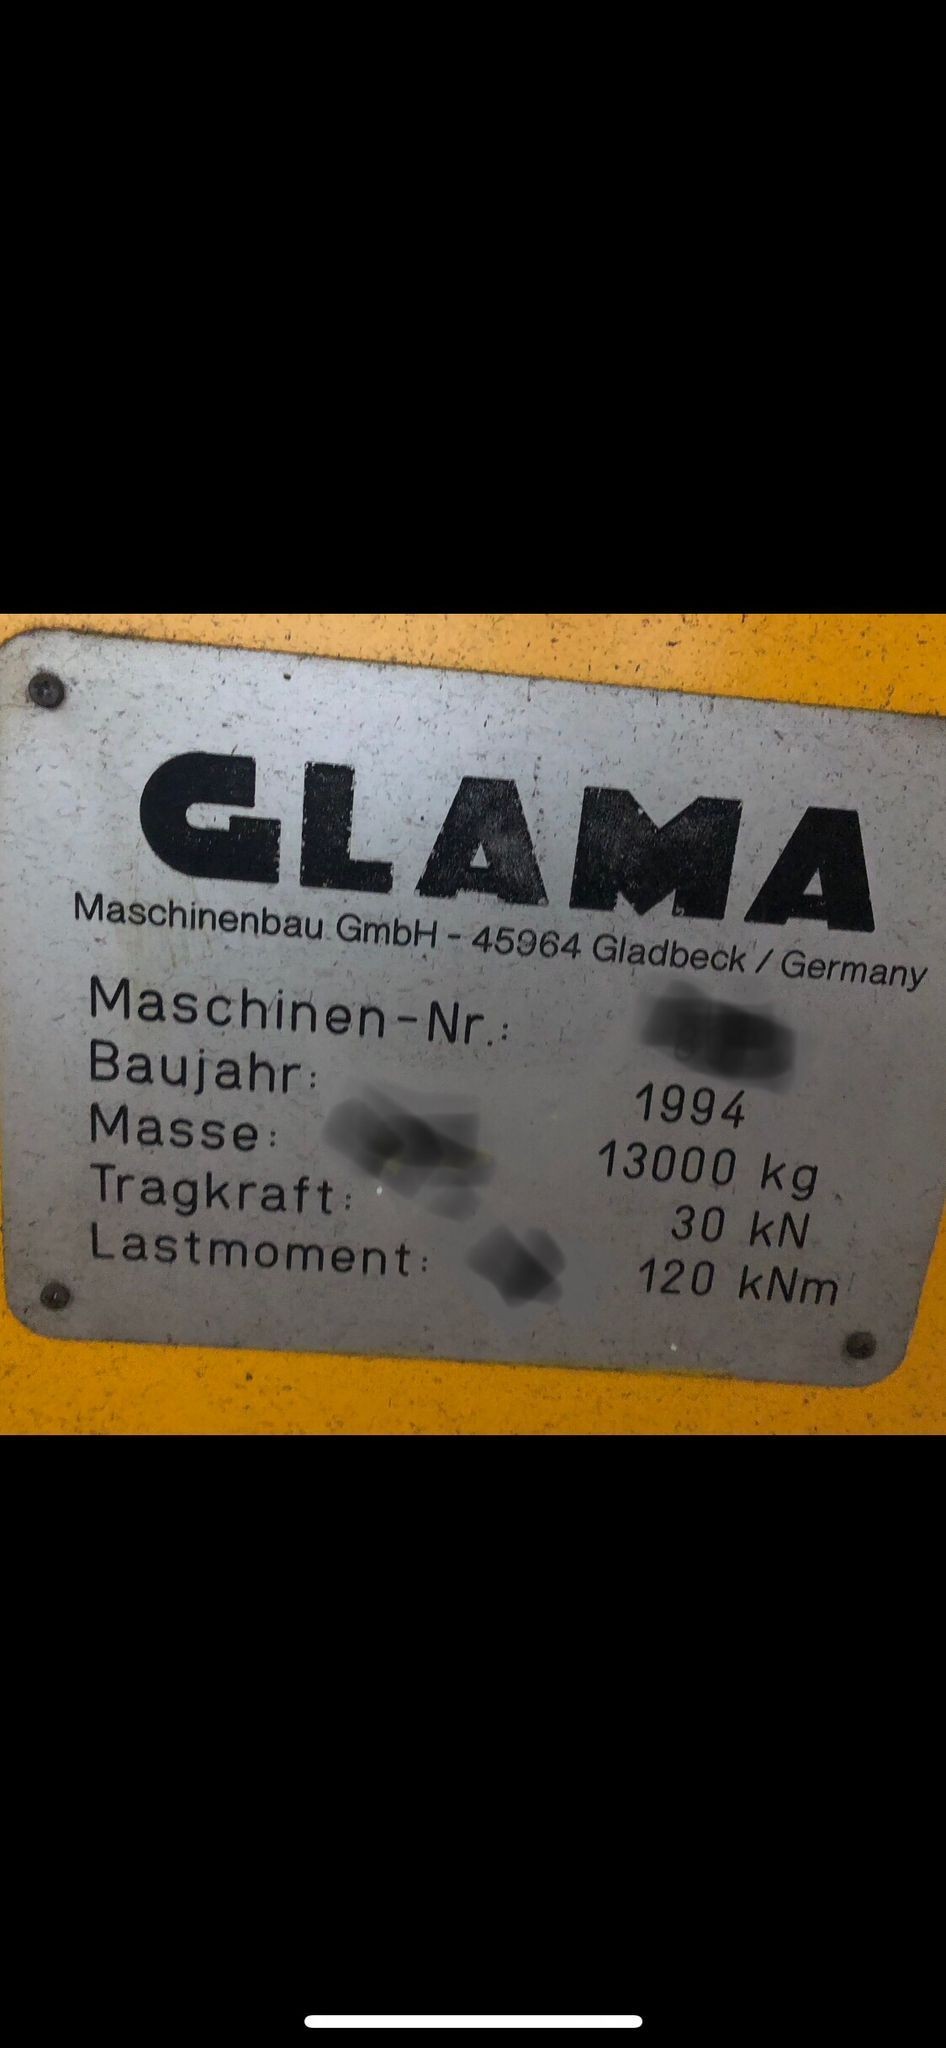 GLAMA
Maschinenbau GmbH - 45964 Gladbeck / Germany
Maschinen-Nr.:
Baujahr: 1994
Masse: 13000 kg
Tragkraft: 30 kN
Lastmoment: 120 kNm